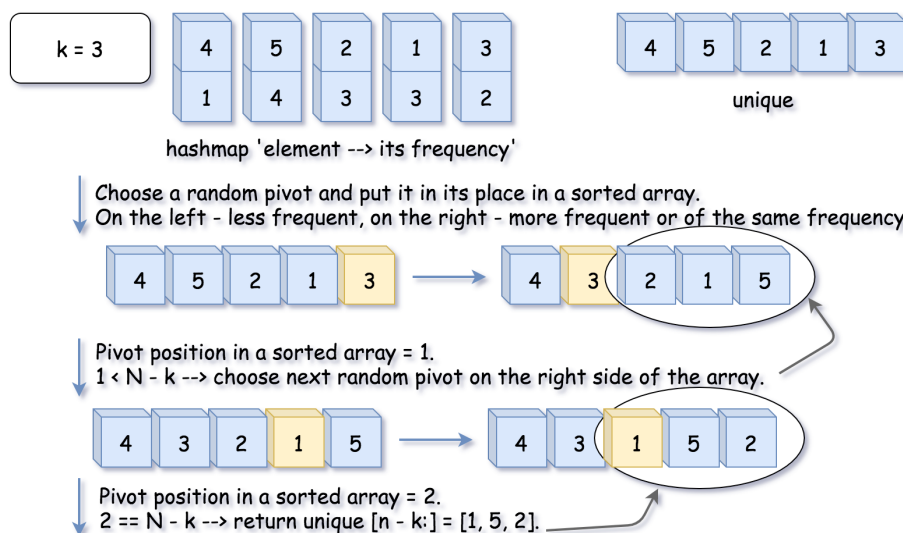 k = 3
4 5 2 1 3
1 4 3 3 2
hashmap 'element --> its frequency'
4 5 2 1 3
unique
Choose a random pivot and put it in its place in a sorted array.
On the left - less frequent, on the right - more frequent or of the same frequency
4 5 2 1 3
4 3 2 1 5
Pivot position in a sorted array = 1.
1 < N - k --> choose next random pivot on the right side of the array.
4 3 2 1 5
4 3 1 5 2
Pivot position in a sorted array = 2.
2 == N - k --> return unique [n - k:] = [1, 5, 2].